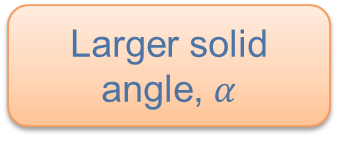 Larger solid
angle, 𝛼